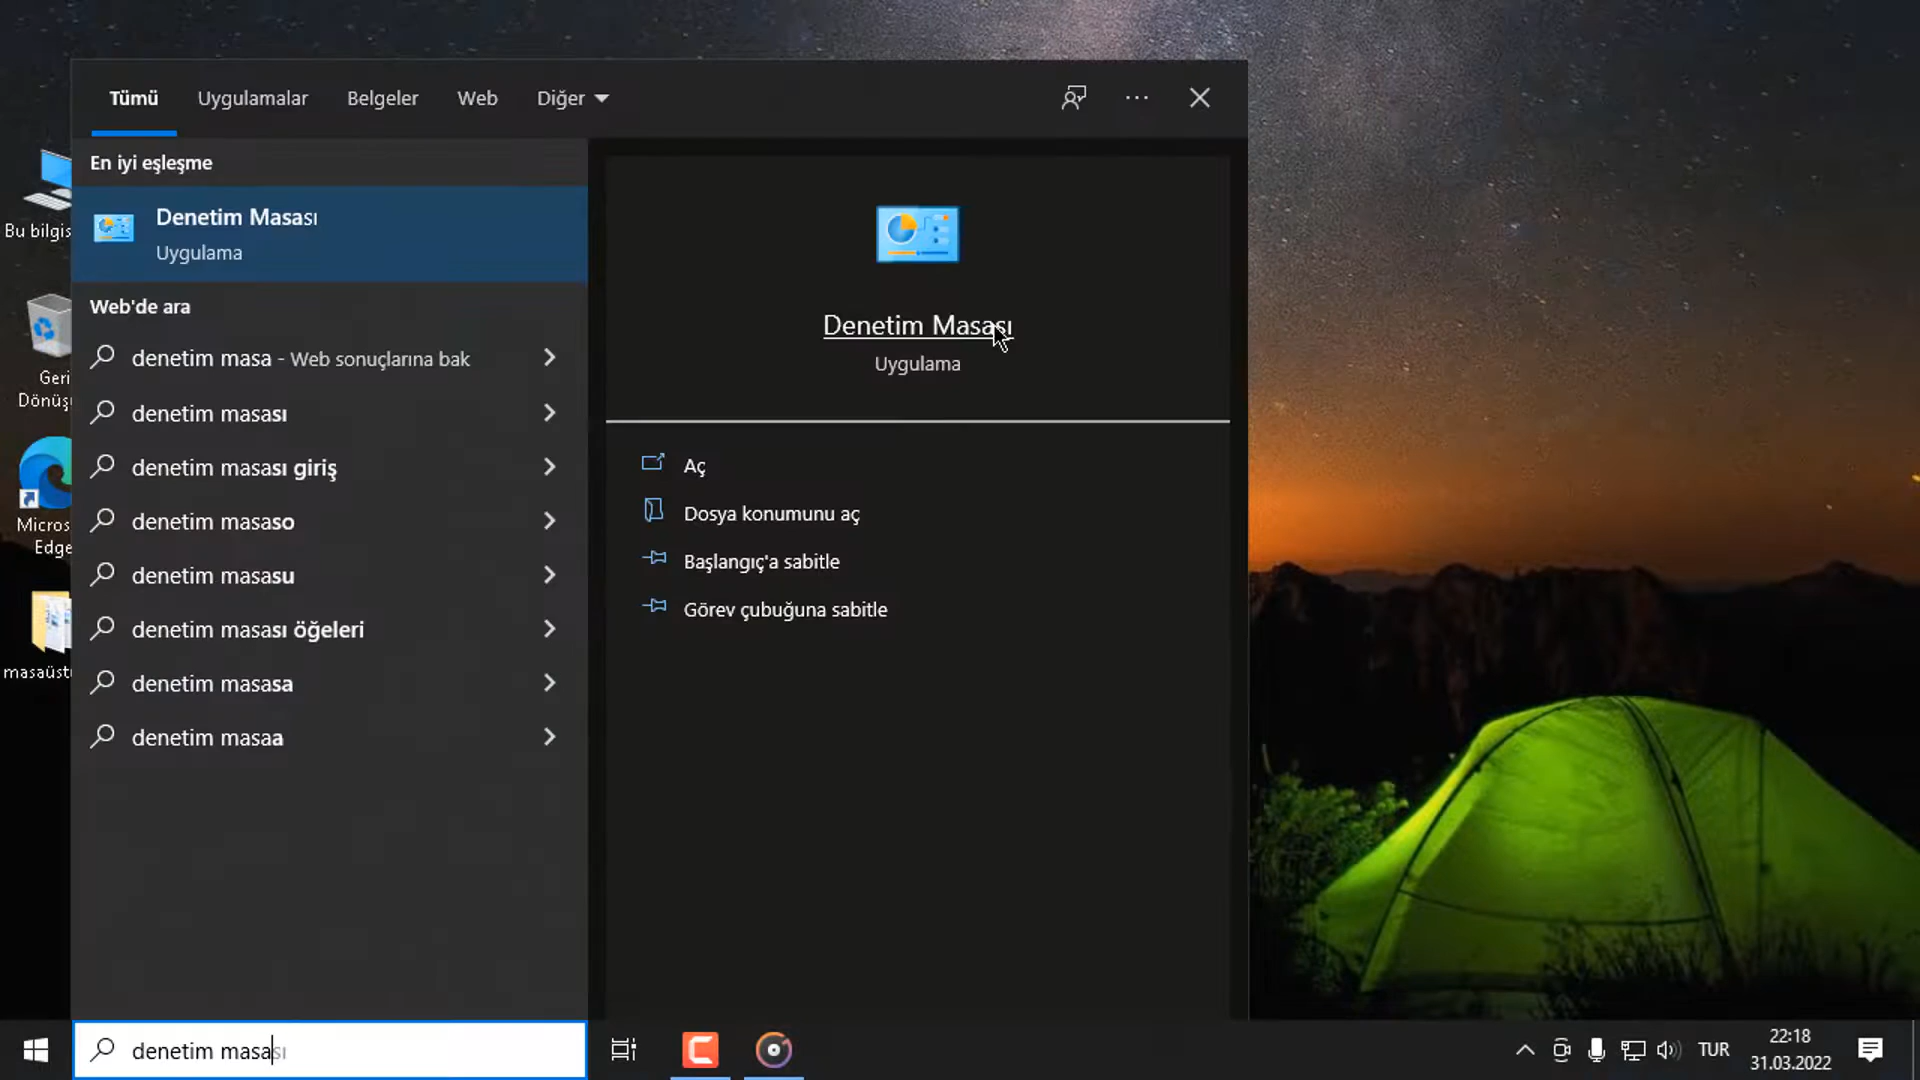 Tümü Uygulamalar Belgeler Web Diğer
En iyi eşleşme
Denetim Masası
Uygulama
Web'de ara
denetim masa - Web sonuçlarına bak
denetim masası
denetim masası giriş
denetim masaso
denetim masasu
denetim masası öğeleri
denetim masasa
denetim masaa
Denetim Masası
Uygulama
Aç
Dosya konumunu aç
Başlangıç'a sabitle
Görev çubuğuna sabitle
Bu bilgis
Geri
Dönüş
Micros
Edge
masaüst
denetim masası
TUR
22:18
31.03.2022